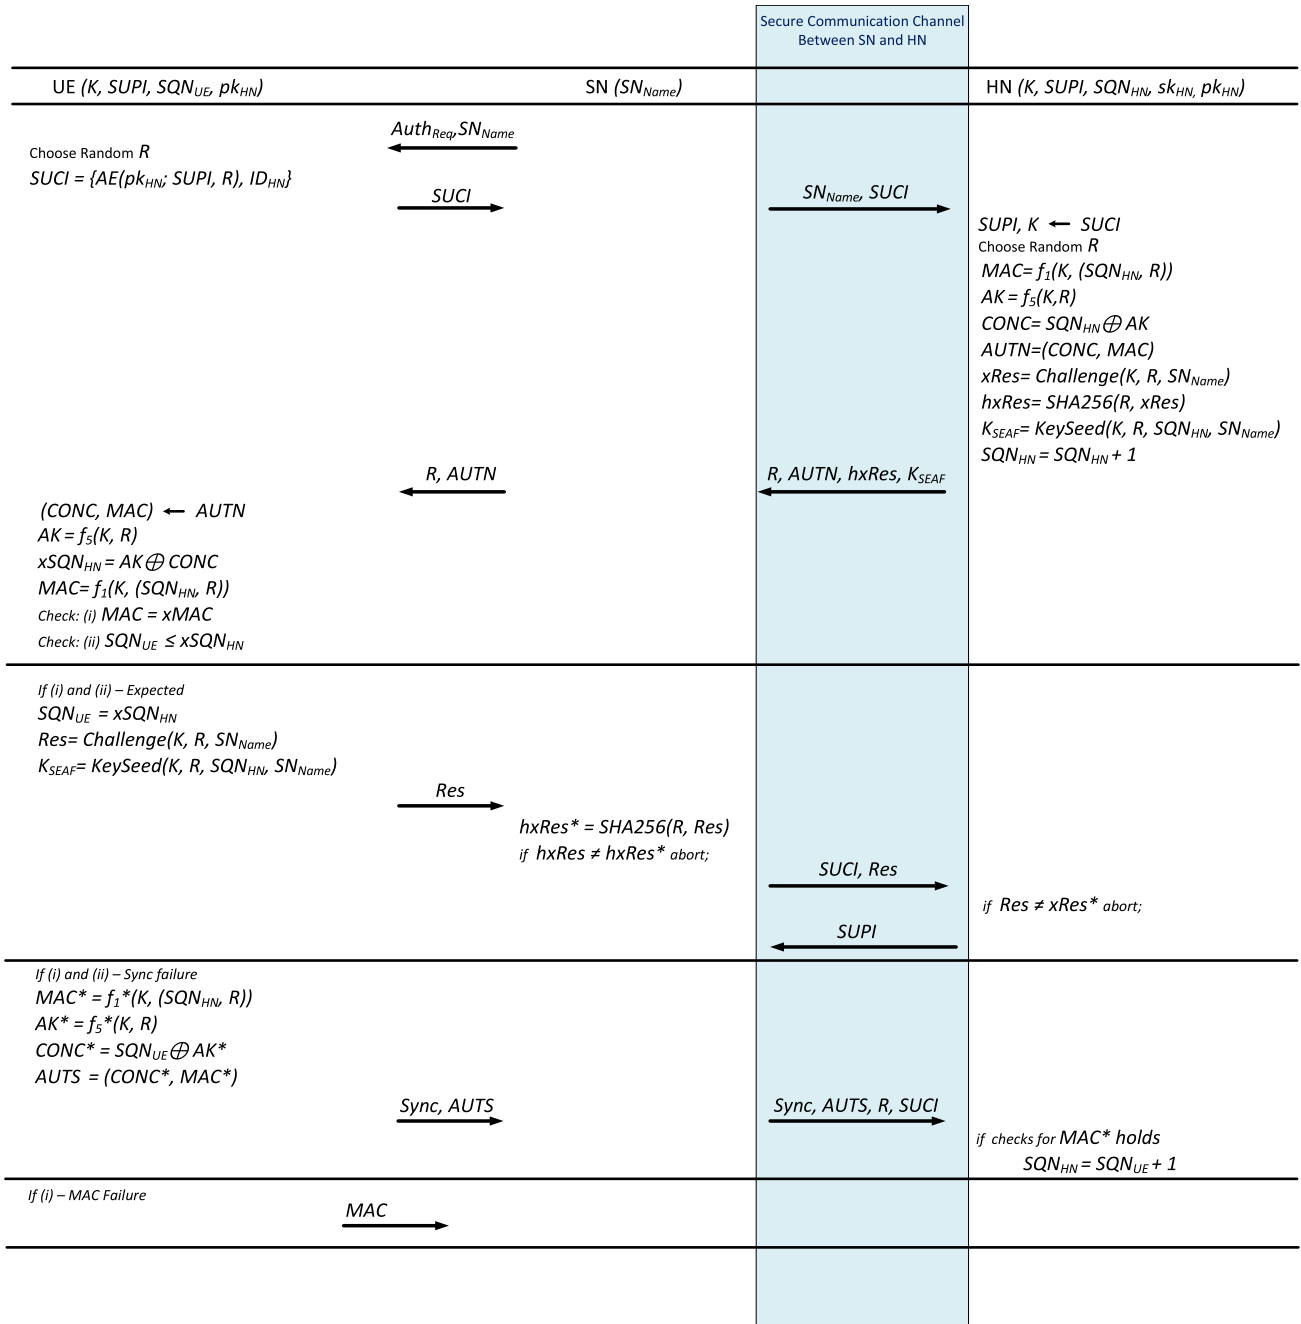 Secure Communication Channel
Between SN and HN
UE (K, SUPI, SQN_UE, pk_HN)
SN (SN_Name)
HN (K, SUPI, SQN_HN, sk_HN, pk_HN)
Auth_Req,SN_Name
Choose Random R
SUCI = {AE(pk_HN; SUPI, R), ID_HN}
SUCI
SN_Name, SUCI
SUPI, K ← SUCI
Choose Random R
MAC= f_1(K, (SQN_HN, R))
AK = f_5(K,R)
CONC= SQN_HN ⊕ AK
AUTN=(CONC, MAC)
xRes= Challenge(K, R, SN_Name)
hxRes= SHA256(R, xRes)
K_SEAF= KeySeed(K, R, SQN_HN, SN_Name)
SQN_HN = SQN_HN + 1
R, AUTN, hxRes, K_SEAF
R, AUTN
(CONC, MAC) ← AUTN
AK = f_5(K, R)
xSQN_HN = AK ⊕ CONC
MAC= f_1(K, (SQN_HN, R))
Check: (i) MAC = xMAC
Check: (ii) SQN_UE ≤ xSQN_HN
If (i) and (ii) – Expected
SQN_UE = xSQN_HN
Res= Challenge(K, R, SN_Name)
K_SEAF= KeySeed(K, R, SQN_HN, SN_Name)
Res
hxRes* = SHA256(R, Res)
if hxRes ≠ hxRes* abort;
SUCI, Res
if Res ≠ xRes* abort;
SUPI
If (i) and (ii) – Sync failure
MAC* = f_1*(K, (SQN_HN, R))
AK* = f_5*(K, R)
CONC* = SQN_UE ⊕ AK*
AUTS = (CONC*, MAC*)
Sync, AUTS
Sync, AUTS, R, SUCI
if checks for MAC* holds
SQN_HN = SQN_UE + 1
If (i) – MAC Failure
MAC